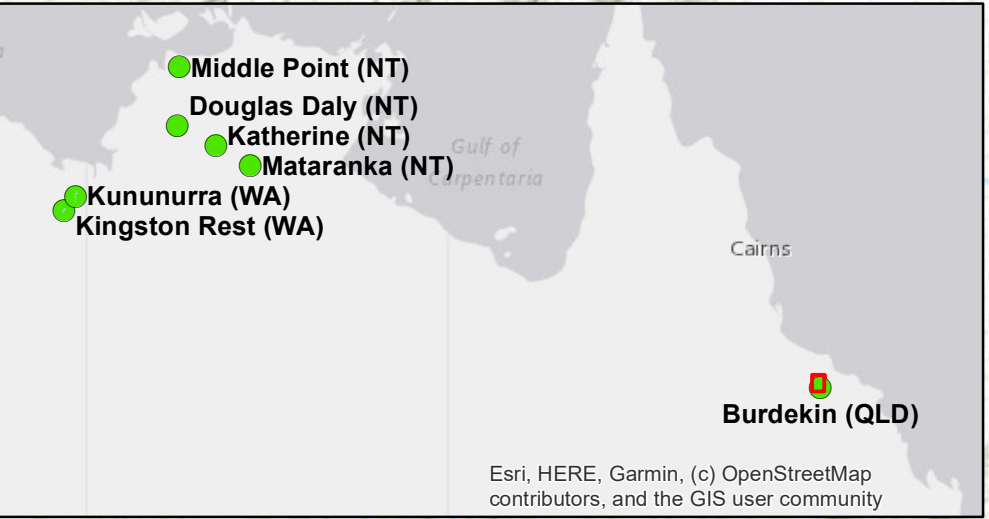 Middle Point (NT)
Douglas Daly (NT)
Katherine (NT)
Gulf of
Carpentaria
Mataranka (NT)
Kununurra (WA)
Kingston Rest (WA)
Cairns
Burdekin (QLD)
Esri, HERE, Garmin, (c) OpenStreetMap
contributors, and the GIS user community